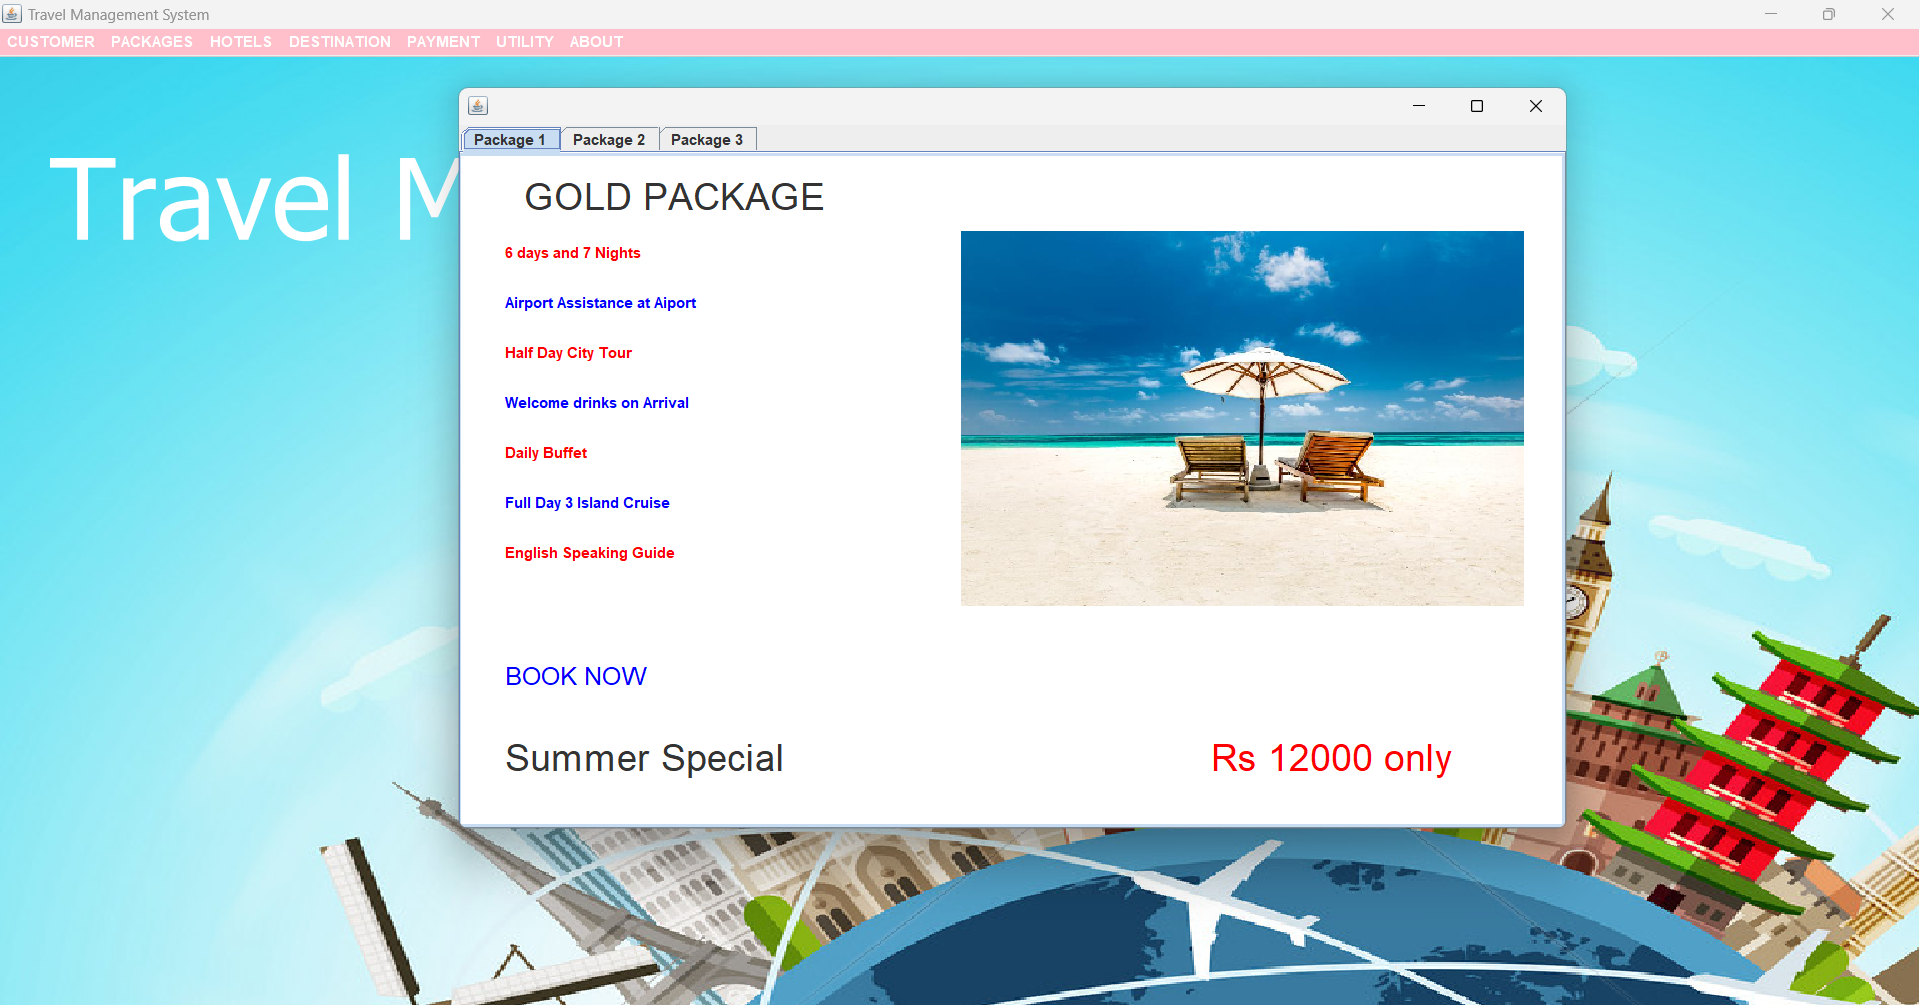 Travel Management System
CUSTOMER PACKAGES HOTELS DESTINATION PAYMENT UTILITY ABOUT
Travel M
Package 1 Package 2 Package 3
GOLD PACKAGE
6 days and 7 Nights
Airport Assistance at Aiport
Half Day City Tour
Welcome drinks on Arrival
Daily Buffet
Full Day 3 Island Cruise
English Speaking Guide
BOOK NOW
Summer Special
Rs 12000 only